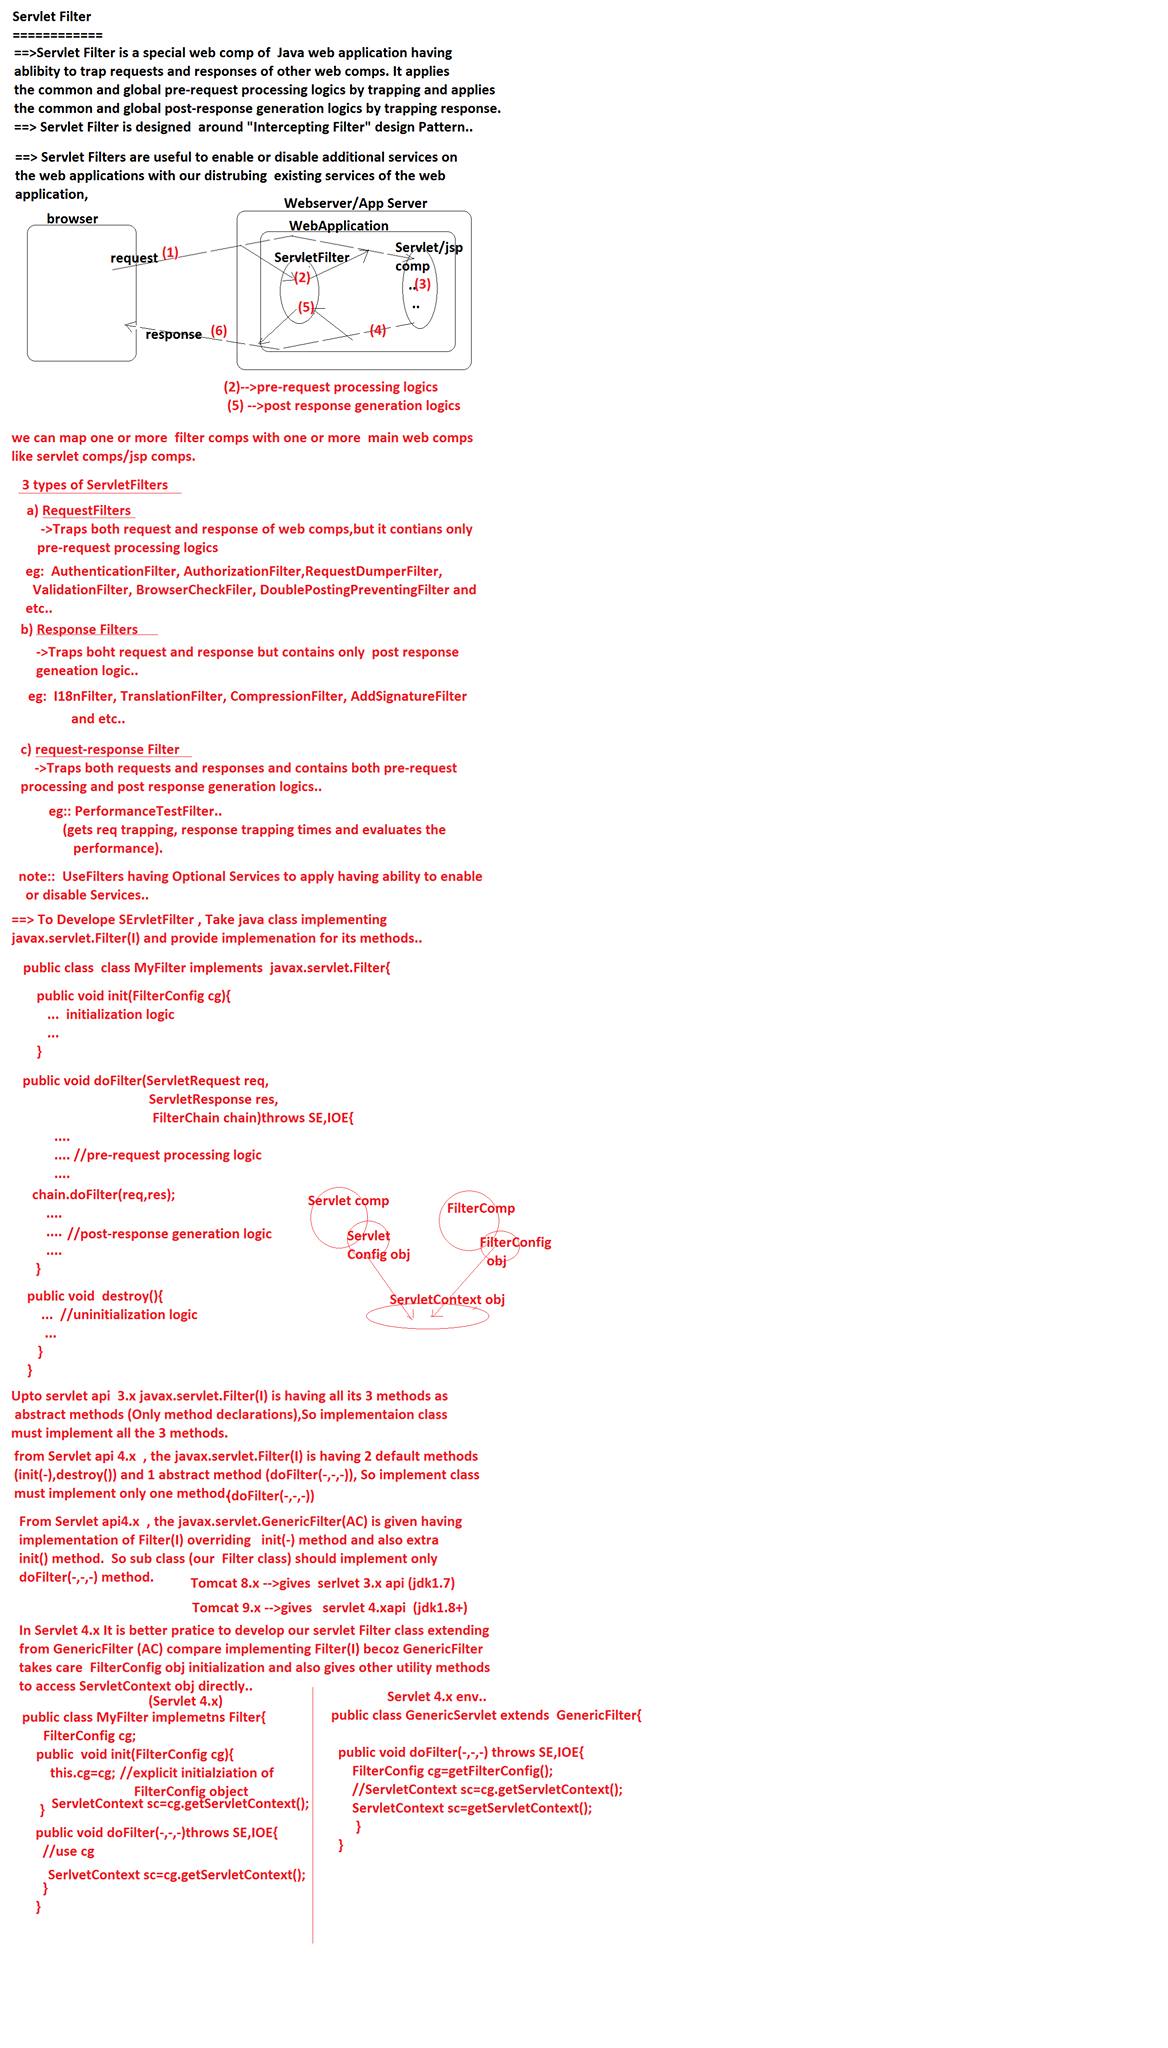 Servlet Filter
============
==>Servlet Filter is a special web comp of  Java web application having
ablibity to trap requests and responses of other web comps. It applies
the common and global pre-request processing logics by trapping and applies
the common and global post-response generation logics by trapping response.
==> Servlet Filter is designed  around "Intercepting Filter" design Pattern..
==> Servlet Filters are useful to enable or disable additional services on
the web applications with our distrubing  existing services of the web
application,
Webserver/App Server
browser
WebApplication
Servlet/jsp
comp
request (1)
ServletFilter
(2)
..(3)
..
(5)
response (6)
(4)
(2)-->pre-request processing logics
(5) -->post response generation logics
we can map one or more  filter comps with one or more  main web comps
like servlet comps/jsp comps.
3 types of ServletFilters
a) RequestFilters
->Traps both request and response of web comps,but it contians only
pre-request processing logics
eg:  AuthenticationFilter, AuthorizationFilter,RequestDumperFilter,
ValidationFilter, BrowserCheckFiler, DoublePostingPreventingFilter and
etc..
b) Response Filters
->Traps boht request and response but contains only  post response
geneation logic..
eg:  I18nFilter, TranslationFilter, CompressionFilter, AddSignatureFilter
and etc..
c) request-response Filter
->Traps both requests and responses and contains both pre-request
processing and post response generation logics..
eg:: PerformanceTestFilter..
(gets req trapping, response trapping times and evaluates the
performance).
note::  UseFilters having Optional Services to apply having ability to enable
or disable Services..
==> To Develope SErvletFilter , Take java class implementing
javax.servlet.Filter(I) and provide implemenation for its methods..
public class  class MyFilter implements  javax.servlet.Filter{
public void init(FilterConfig cg){
...  initialization logic
...
}
public void doFilter(ServletRequest req,
ServletResponse res,
FilterChain chain)throws SE,IOE{
....
.... //pre-request processing logic
....
chain.doFilter(req,res);
....
.... //post-response generation logic
....
}
public void  destroy(){
...  //uninitialization logic
...
}
}
Servlet comp
Servlet
Config obj
FilterComp
FilterConfig
obj
ServletContext obj
Upto servlet api  3.x javax.servlet.Filter(I) is having all its 3 methods as
abstract methods (Only method declarations),So implementaion class
must implement all the 3 methods.
from Servlet api 4.x  , the javax.servlet.Filter(I) is having 2 default methods
(init(-),destroy()) and 1 abstract method (doFilter(-,-,-)), So implement class
must implement only one method.(doFilter(-,-,-))
From Servlet api4.x  , the javax.servlet.GenericFilter(AC) is given having
implementation of Filter(I) overriding   init(-) method and also extra
init() method.  So sub class (our  Filter class) should implement only
doFilter(-,-,-) method.
Tomcat 8.x -->gives  serlvet 3.x api (jdk1.7)
Tomcat 9.x -->gives   servlet 4.xapi  (jdk1.8+)
In Servlet 4.x It is better pratice to develop our servlet Filter class extending
from GenericFilter (AC) compare implementing Filter(I) becoz GenericFilter
takes care  FilterConfig obj initialization and also gives other utility methods
to access ServletContext obj directly..
(Servlet 4.x)
public class MyFilter implemetns Filter{
FilterConfig cg;
public  void init(FilterConfig cg){
this.cg=cg; //explicit initialziation of
FilterConfig object
ServletContext sc=cg.getServletContext();
}
public void doFilter(-,-,-)throws SE,IOE{
//use cg
SerlvetContext sc=cg.getServletContext();
}
}
Servlet 4.x env..
public class GenericServlet extends  GenericFilter{
public void doFilter(-,-,-) throws SE,IOE{
FilterConfig cg=getFilterConfig();
//ServletContext sc=cg.getServletContext();
ServletContext sc=getServletContext();
}
}